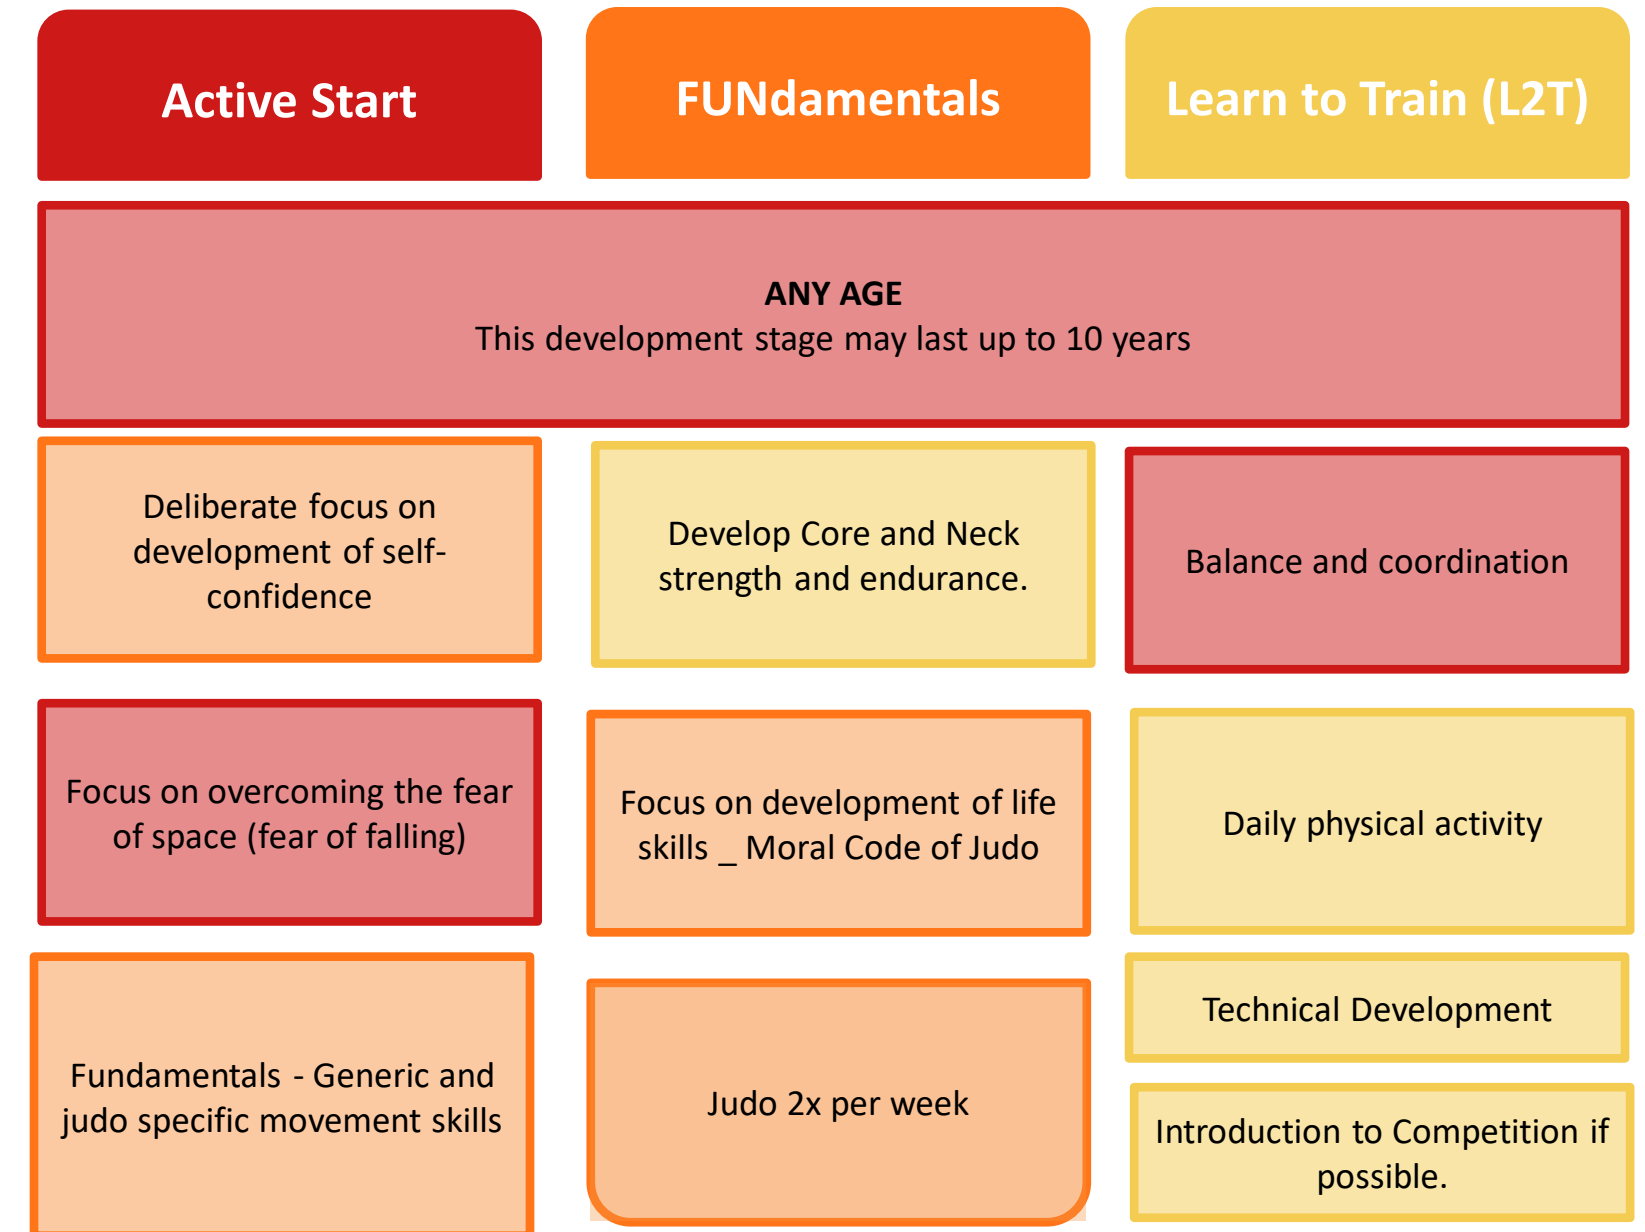 Active Start
FUNdamentals
Learn to Train (L2T)
ANY AGE
This development stage may last up to 10 years
Deliberate focus on
development of self-
confidence
Develop Core and Neck
strength and endurance.
Balance and coordination
Focus on overcoming the fear
of space (fear of falling)
Focus on development of life
skills _ Moral Code of Judo
Daily physical activity
Fundamentals - Generic and
judo specific movement skills
Judo 2x per week
Technical Development
Introduction to Competition if
possible.